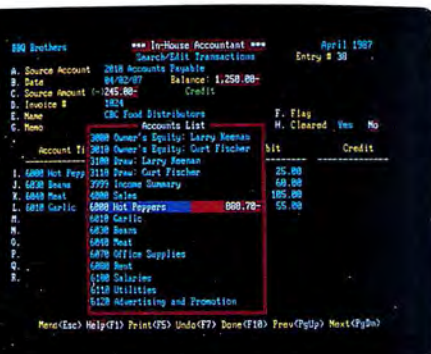 BBQ Brothers *** In-House Accountant *** April 1987
Search/Edit Transactions Entry # 38
A. Source Account 2010 Accounts Payable
B. Date 04/02/87 Balance: 1,250.00-
C. Source Amount (-)245.00- Credit
D. Invoice # 1024
E. Name CBC Food Distributors F. Flag
G. Memo H. Cleared Yes No
Accounts List
Account Ti bit Credit
3000 Owner's Equity: Larry Keenan
3010 Owner's Equity: Curt Fischer
3100 Draw: Larry Keenan
3110 Draw: Curt Fischer
3999 Income Summary
4000 Sales
6000 Hot Peppers 860.70-
6010 Garlic
6030 Beans
6040 Meat
6070 Office Supplies
6080 Rent
6100 Salaries
6110 Utilities
6120 Advertising and Promotion
I. 6000 Hot Pepp 25.00
J. 6030 Beans 60.00
K. 6040 Meat 105.00
L. 6010 Garlic 55.00
M.
N.
O.
P.
Q.
R.
Menu<Esc> Help<F1> Print<F5> Undo<F7> Done<F10> Prev<PgUp> Next<PgDn>